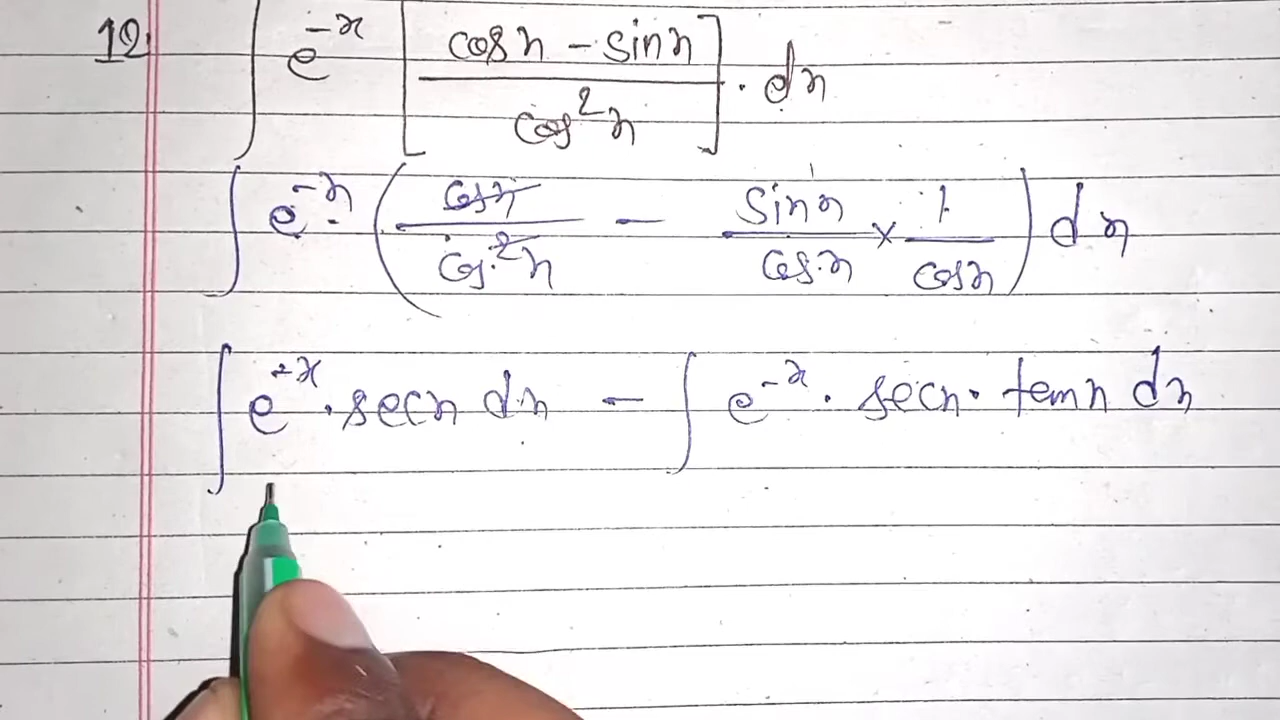 12. ∫ e^{-x} [ (cos x - sin x) / cos^2 x ] . dx
∫ e^{-x} ( cos x / cos^2 x - sin x / cos x × 1 / cos x ) dx
∫ e^{-x} . sec x dx - ∫ e^{-x} . sec x . tan x dx